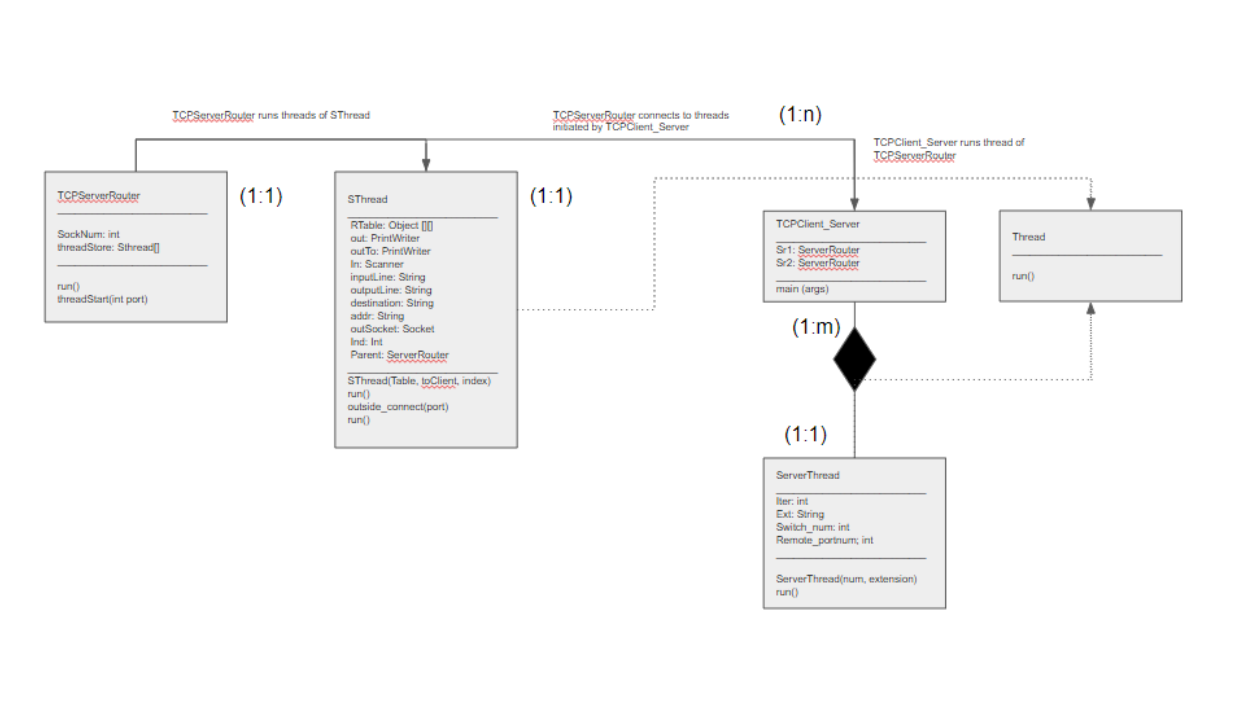 TCPServerRouter runs threads of SThread
TCPServerRouter connects to threads
initiated by TCPClient_Server
(1:n)
TCPClient_Server runs thread of
TCPServerRouter
TCPServerRouter
SockNum: int
threadStore: Sthread[]
run()
threadStart(int port)
(1:1)
SThread
RTable: Object [][]
out: PrintWriter
outTo: PrintWriter
In: Scanner
inputLine: String
outputLine: String
destination: String
addr: String
outSocket: Socket
Ind: Int
Parent: ServerRouter
SThread(Table, toClient, index)
run()
outside_connect(port)
run()
(1:1)
TCPClient_Server
Sr1: ServerRouter
Sr2: ServerRouter
main (args)
Thread
run()
(1:m)
(1:1)
ServerThread
Iter: int
Ext: String
Switch_num: int
Remote_portnum; int
ServerThread(num, extension)
run()